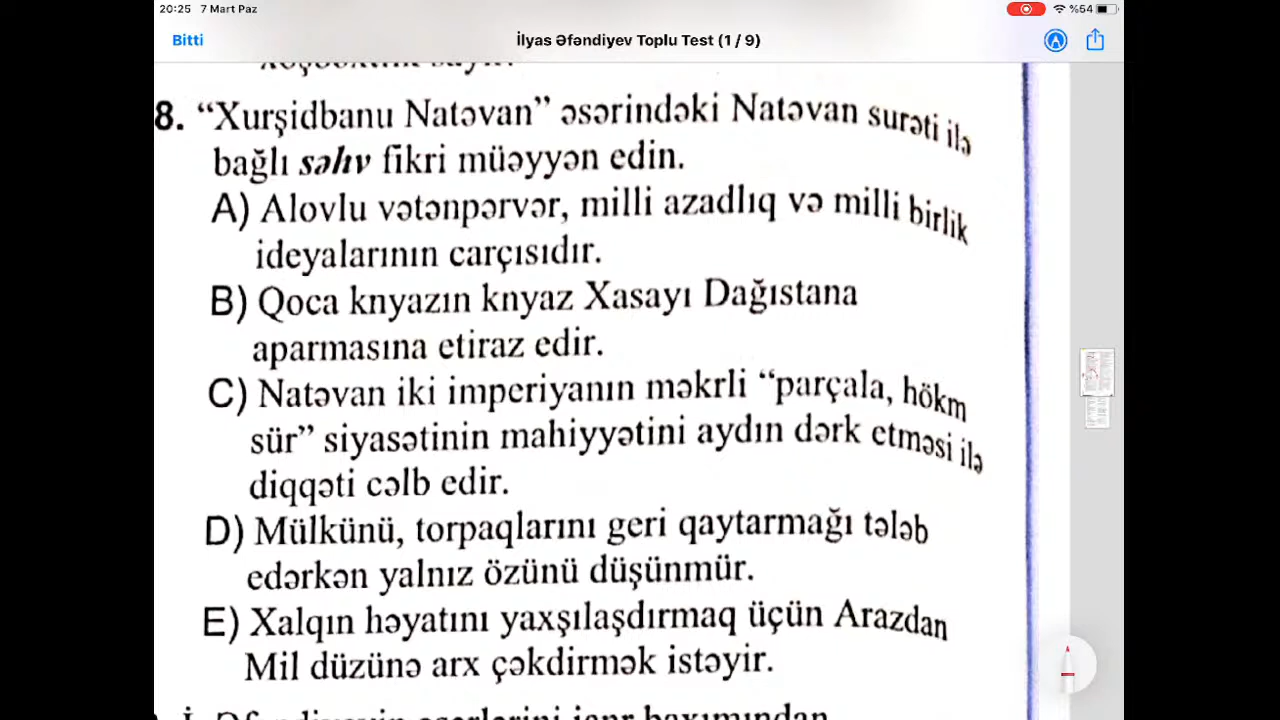 20:25 7 Mart Paz %54
Bitti İlyas Əfəndiyev Toplu Test (1 / 9)
8. “Xurşidbanu Natəvan” əsərindəki Natəvan surəti ilə
bağlı səhv fikri müəyyən edin.
A) Alovlu vətənpərvər, milli azadlıq və milli birlik
ideyalarının carçısıdır.
B) Qoca knyazın knyaz Xasayı Dağıstana
aparmasına etiraz edir.
C) Natəvan iki imperiyanın məkrli “parçala, hökm
sür” siyasətinin mahiyyətini aydın dərk etməsi ilə
diqqəti cəlb edir.
D) Mülkünü, torpaqlarını geri qaytarmağı tələb
edərkən yalnız özünü düşünmür.
E) Xalqın həyatını yaxşılaşdırmaq üçün Arazdan
Mil düzünə arx çəkdirmək istəyir.
İ. Əfəndiyevin əsərlərini janr baxımından